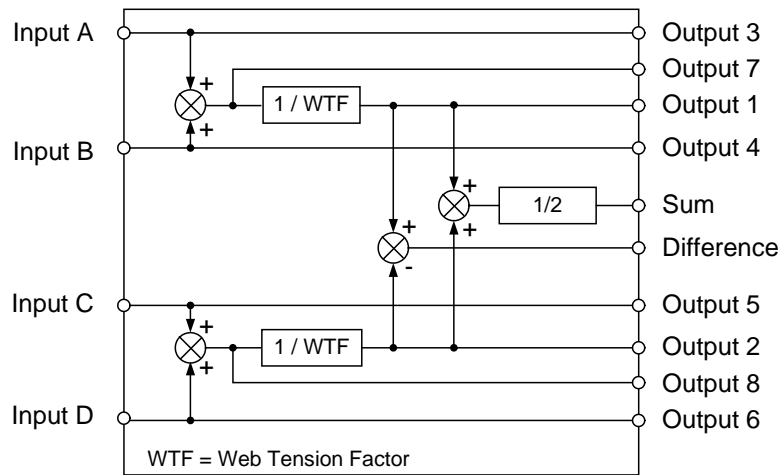 Input A
Output 3
Output 7
+
1 / WTF
Output 1
+
Input B
Output 4
+
1/2
Sum
+
+
Difference
-
Input C
Output 5
+
1 / WTF
Output 2
+
Output 8
Input D
Output 6
WTF = Web Tension Factor